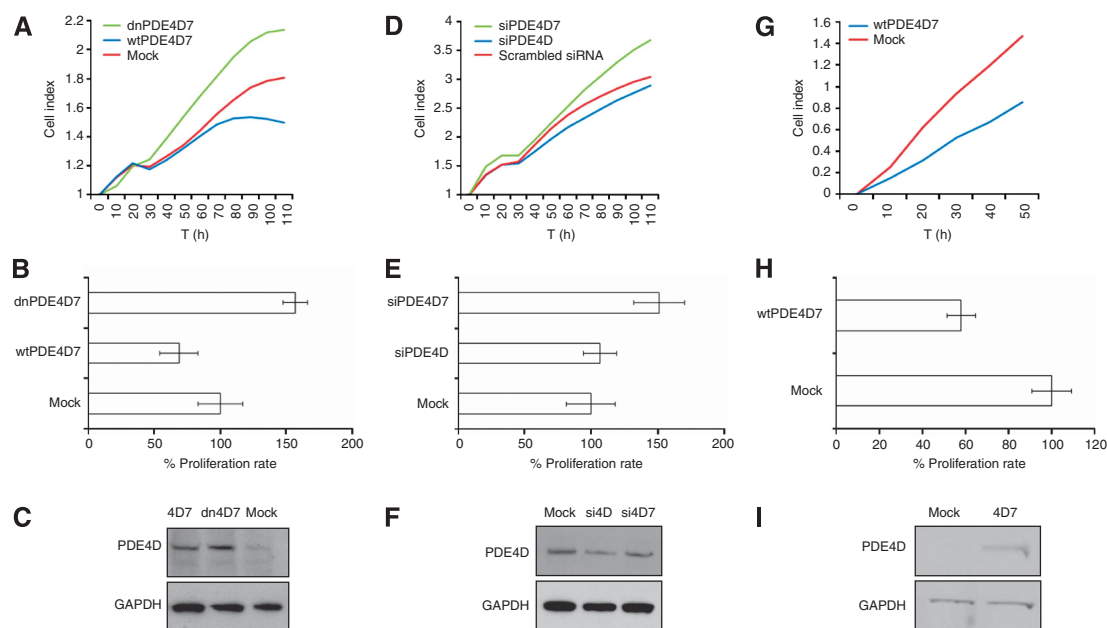 A
dnPDE4D7
wtPDE4D7
Mock
Cell index
2.2
2
1.8
1.6
1.4
1.2
1
0 10 20 30 40 50 60 70 80 90 100 110
T (h)
D
siPDE4D7
siPDE4D
Scrambled siRNA
Cell index
4
3.5
3
2.5
2
1.5
1
0 10 20 30 40 50 60 70 80 90 100 110
T (h)
G
wtPDE4D7
Mock
Cell index
1.6
1.4
1.2
1
0.8
0.6
0.4
0.2
0
0 10 20 30 40 50
T (h)
B
dnPDE4D7
wtPDE4D7
Mock
0 50 100 150 200
% Proliferation rate
E
siPDE4D7
siPDE4D
Mock
0 50 100 150 200
% Proliferation rate
H
wtPDE4D7
Mock
0 20 40 60 80 100 120
% Proliferation rate
C
4D7 dn4D7 Mock
PDE4D
GAPDH
F
Mock si4D si4D7
PDE4D
GAPDH
I
Mock 4D7
PDE4D
GAPDH